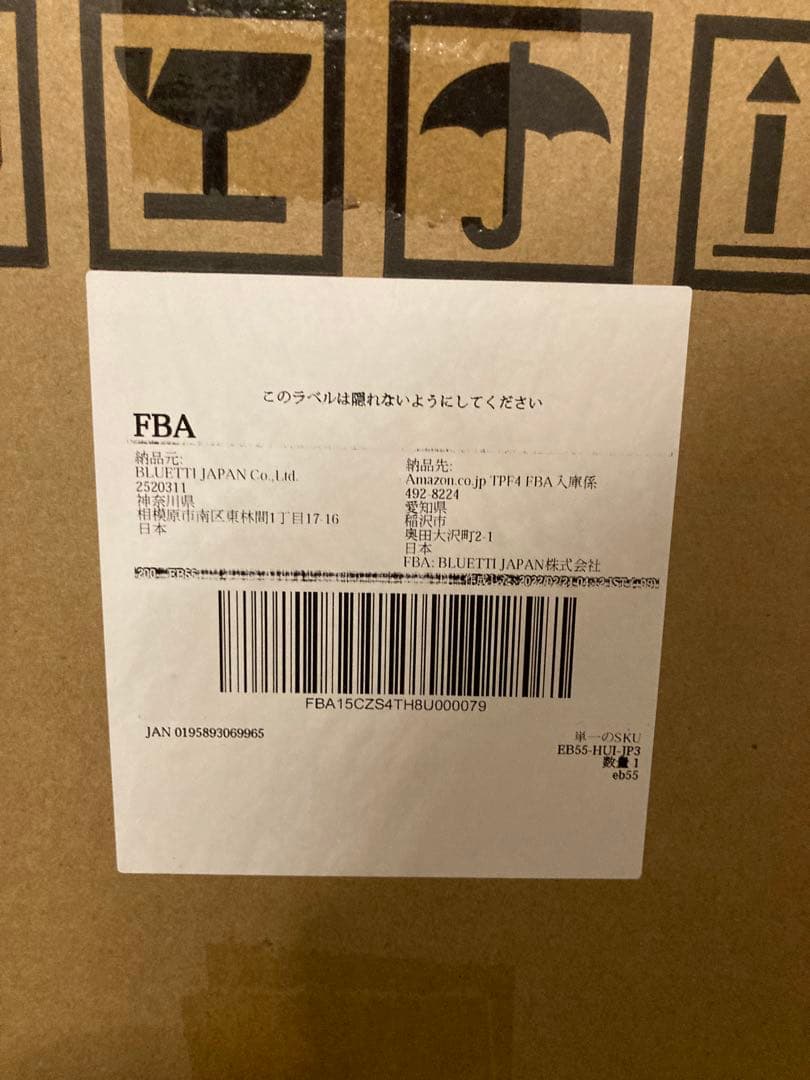 このラベルは隠れないようにしてください
FBA
納品元:
BLUETTI JAPAN Co.,Ltd.
2520311
神奈川県
相模原市南区東林間1丁目17-16
日本
納品先:
Amazon.co.jp TPF4 FBA入庫係
492-8224
愛知県
稲沢市
奥田大沢町2-1
日本
FBA: BLUETTI JAPAN株式会社
FBA15CZS4TH8U000079
JAN 0195893069965
単一のSKU
EB55-HUI-JP3
数量 1
eb55